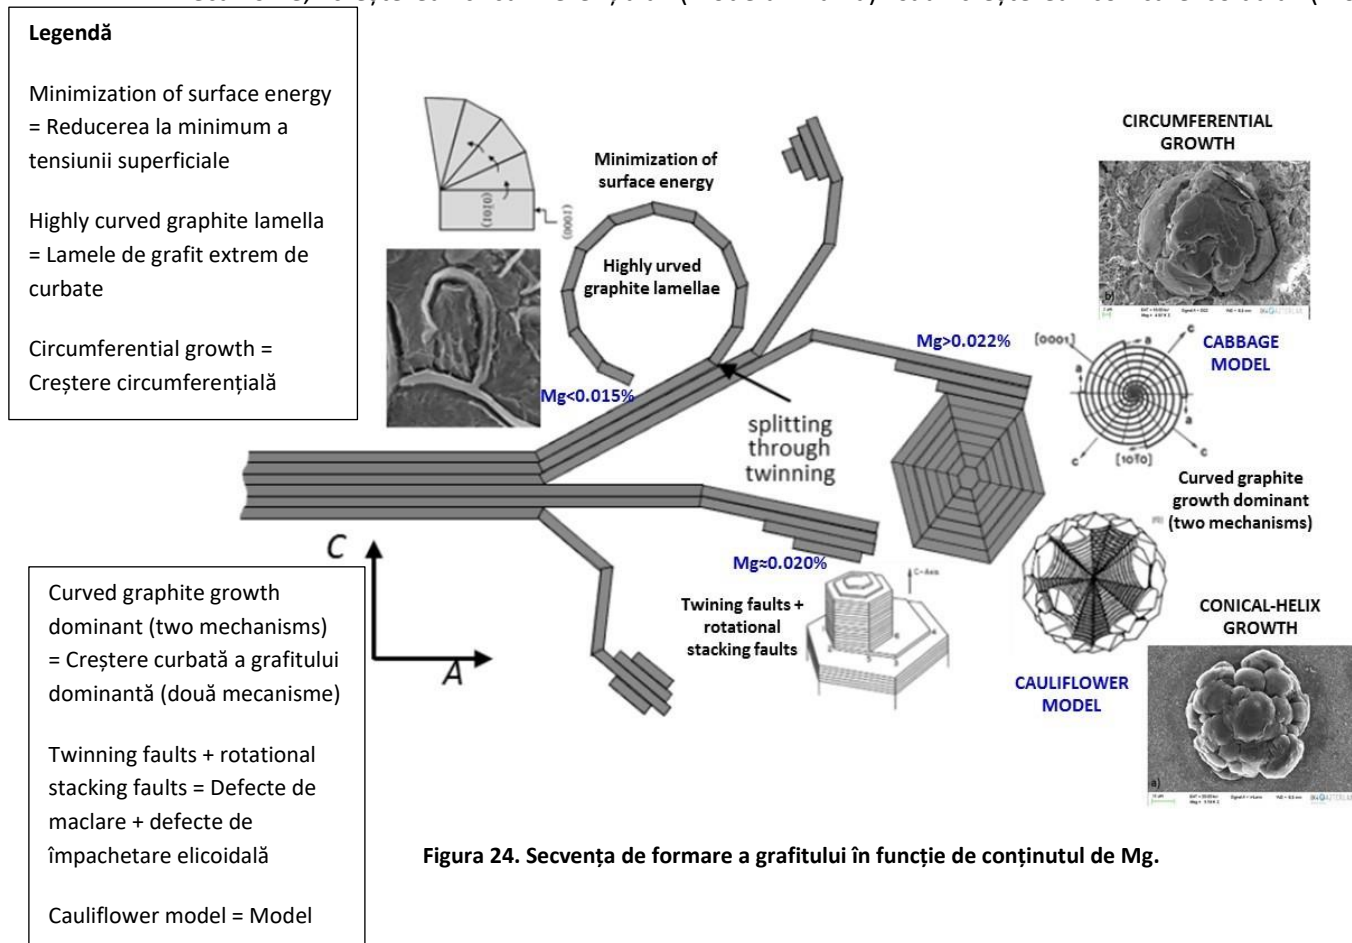 Legendă
Minimization of surface energy
= Reducerea la minimum a
tensiunii superficiale
Highly curved graphite lamella
= Lamele de grafit extrem de
curbate
Circumferential growth =
Creștere circumferențială
Minimization of
surface energy
Highly urved
graphite lamellae
Mg<0.015%
splitting
through
twinning
Mg>0.022%
CIRCUMFERENTIAL
GROWTH
b)
CABBAGE
MODEL
[0001]
a
c
a
a
c
c
[101̅0]
Curved graphite
growth dominant
(two mechanisms)
C
A
Mg≈0.020%
Twining faults +
rotational
stacking faults
C-Axis
CONICAL-HELIX
GROWTH
CAULIFLOWER
MODEL
a)
Curved graphite growth
dominant (two mechanisms)
= Creștere curbată a grafitului
dominantă (două mecanisme)
Twinning faults + rotational
stacking faults = Defecte de
maclare + defecte de
împachetare elicoidală
Cauliflower model = Model
Figura 24. Secvența de formare a grafitului în funcție de conținutul de Mg.